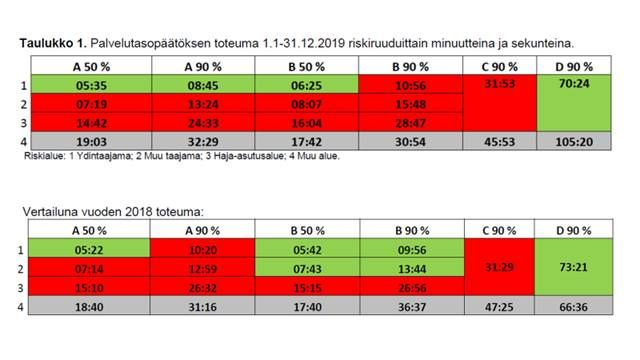 Taulukko 1. Palvelutasopäätöksen toteuma 1.1-31.12.2019 riskiruuduittain minuutteina ja sekunteina.
A 50 % A 90 % B 50 % B 90 % C 90 % D 90 %
1 05:35 08:45 06:25 10:56 31:53 70:24
2 07:19 13:24 08:07 15:48
3 14:42 24:33 16:04 28:47
4 19:03 32:29 17:42 30:54 45:53 105:20
Riskialue: 1 Ydintaajama; 2 Muu taajama; 3 Haja-asutusalue; 4 Muu alue.
Vertailuna vuoden 2018 toteuma:
A 50 % A 90 % B 50 % B 90 % C 90 % D 90 %
1 05:22 10:20 05:42 09:56
2 07:14 12:59 07:43 13:44 31:29 73:21
3 15:10 26:32 15:15 26:56
4 18:40 31:16 17:40 36:37 47:25 66:36